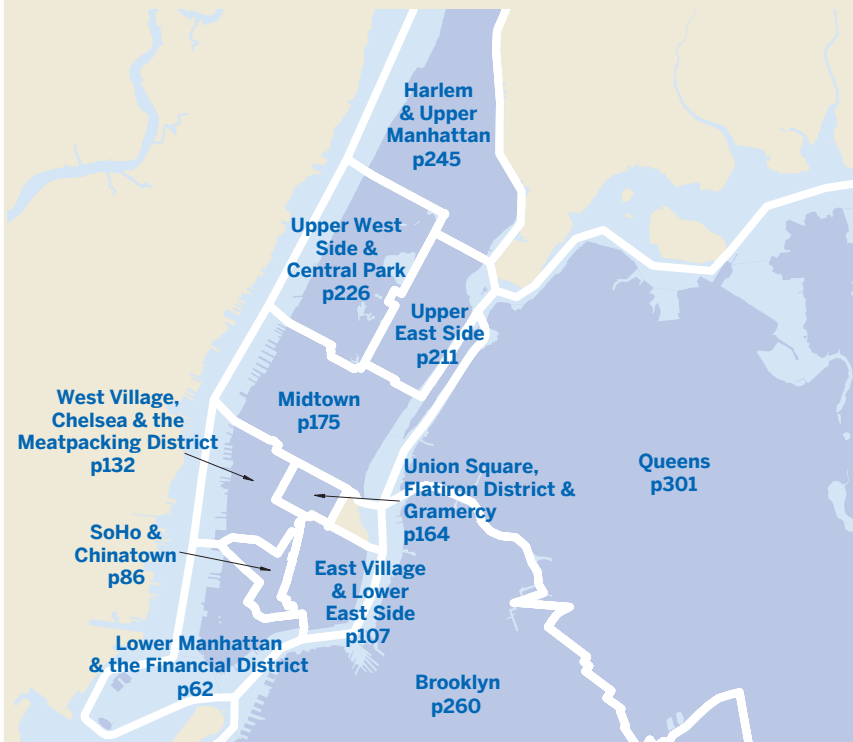 Harlem
& Upper
Manhattan
p245
Upper West
Side &
Central Park
p226
Upper
East Side
p211
Midtown
p175
West Village,
Chelsea & the
Meatpacking District
p132
Union Square,
Flatiron District &
Gramercy
p164
Queens
p301
SoHo &
Chinatown
p86
East Village
& Lower
East Side
p107
Lower Manhattan
& the Financial District
p62
Brooklyn
p260